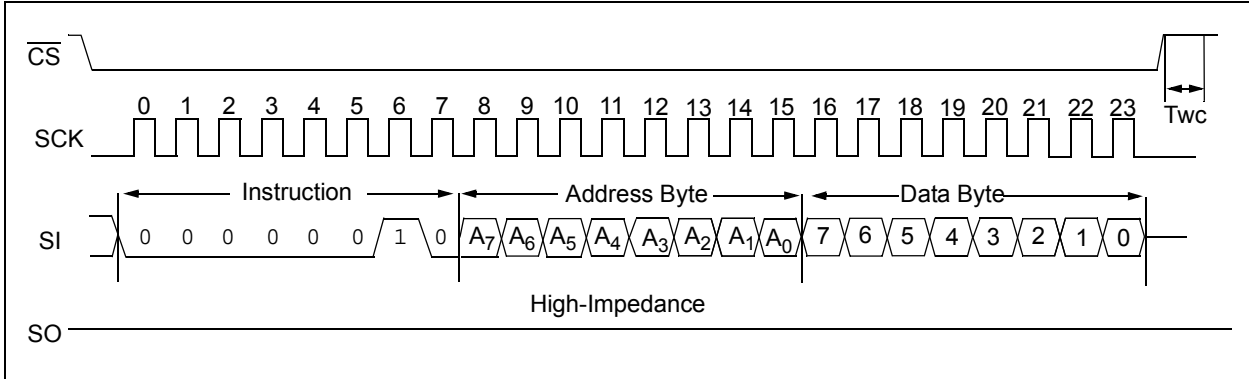 CS
0 1 2 3 4 5 6 7 8 9 10 11 12 13 14 15 16 17 18 19 20 21 22 23
Twc
SCK
Instruction
Address Byte
Data Byte
SI
0 0 0 0 0 0 1 0 A7 A6 A5 A4 A3 A2 A1 A0 7 6 5 4 3 2 1 0
High-Impedance
SO